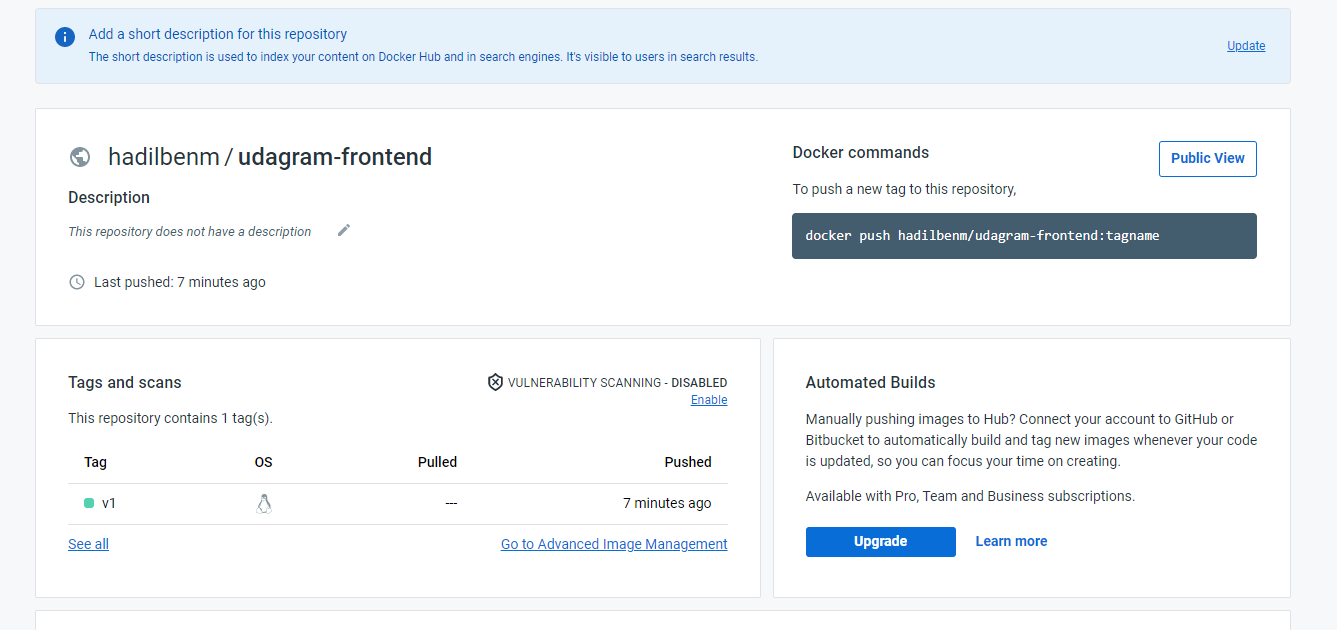 Add a short description for this repository
The short description is used to index your content on Docker Hub and in search engines. It's visible to users in search results.
Update
hadilbenm / udagram-frontend
Description
This repository does not have a description
Last pushed: 7 minutes ago
Docker commands
Public View
To push a new tag to this repository,
docker push hadilbenm/udagram-frontend:tagname
Tags and scans
VULNERABILITY SCANNING - DISABLED
Enable
This repository contains 1 tag(s).
Tag OS Pulled Pushed
v1 --- 7 minutes ago
See all Go to Advanced Image Management
Automated Builds
Manually pushing images to Hub? Connect your account to GitHub or
Bitbucket to automatically build and tag new images whenever your code
is updated, so you can focus your time on creating.
Available with Pro, Team and Business subscriptions.
Upgrade Learn more